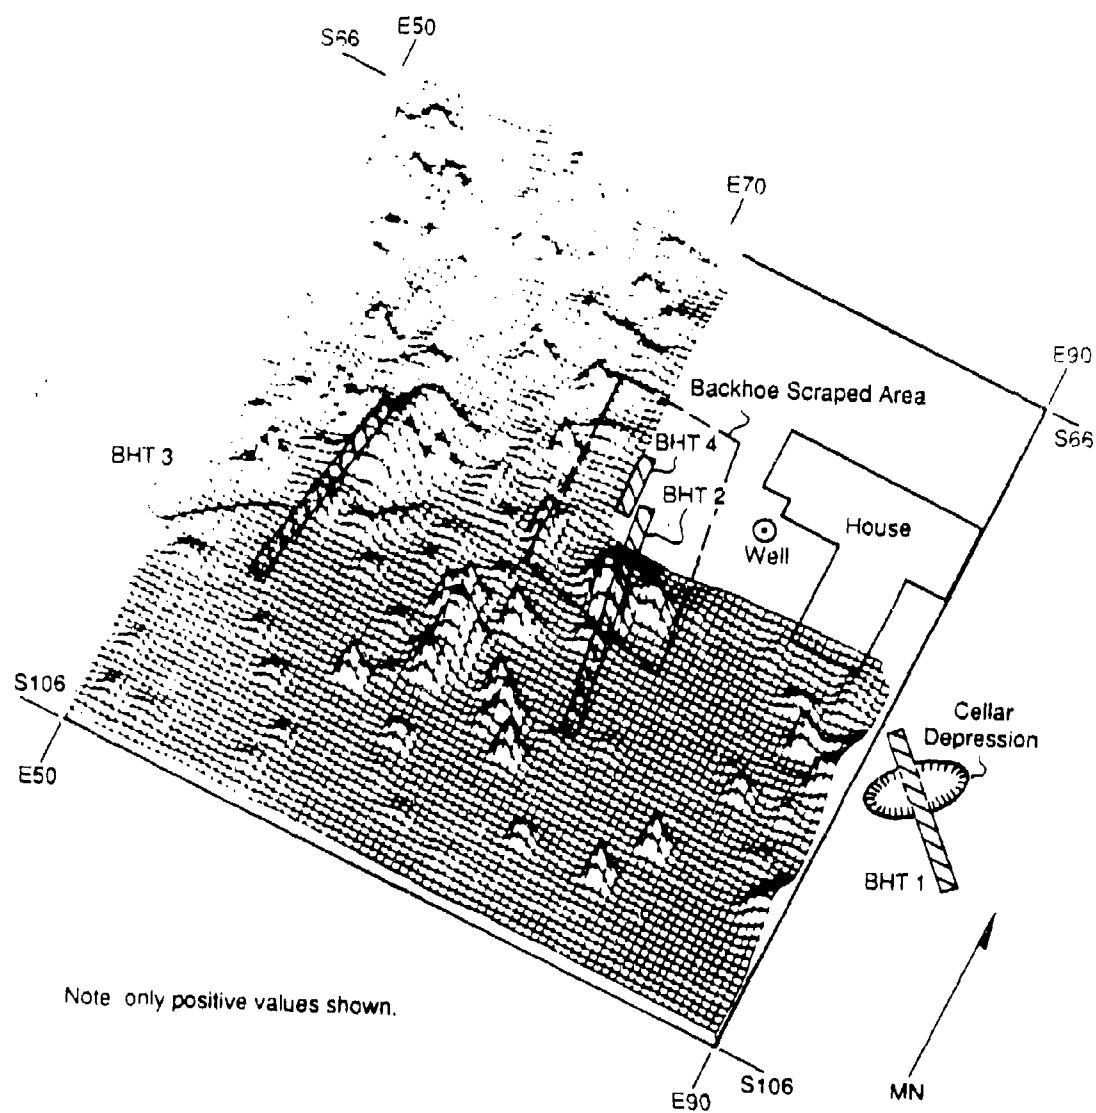 E50
S66
E70
E90
Backhoe Scraped Area
S66
BHT 4
BHT 3
BHT 2
House
Well
S106
Cellar
Depression
E50
BHT 1
Note only positive values shown.
S106
MN
E90